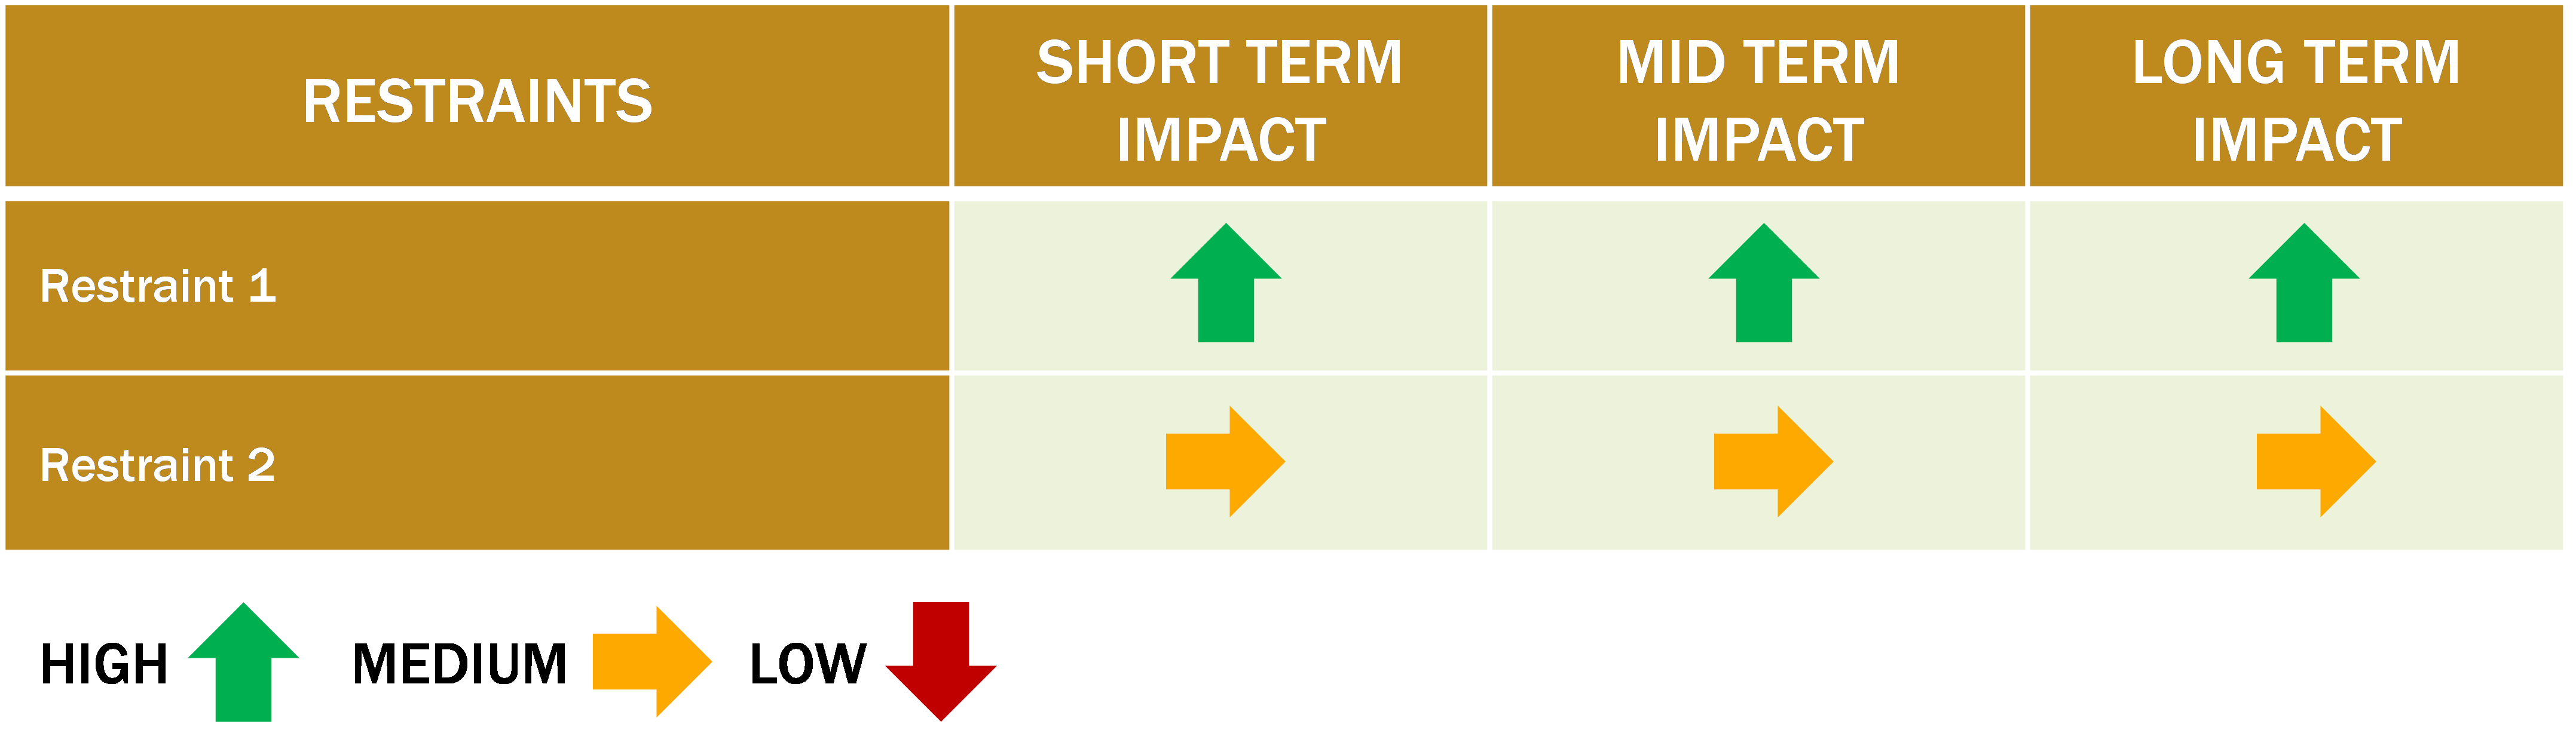 RESTRAINTS
SHORT TERM
IMPACT
MID TERM
IMPACT
LONG TERM
IMPACT
Restraint 1
Restraint 2
HIGH
MEDIUM
LOW